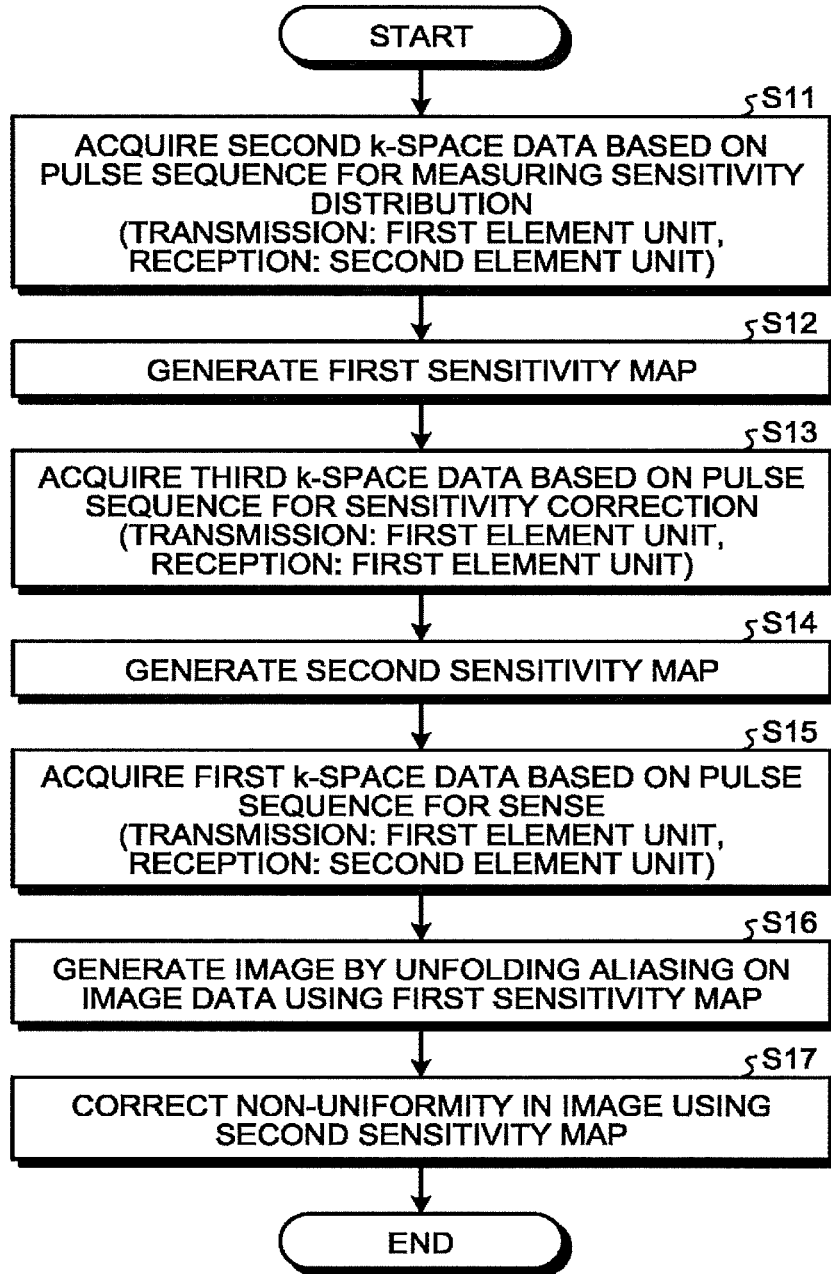 START
S11
ACQUIRE SECOND k-SPACE DATA BASED ON
PULSE SEQUENCE FOR MEASURING SENSITIVITY
DISTRIBUTION
(TRANSMISSION: FIRST ELEMENT UNIT,
RECEPTION: SECOND ELEMENT UNIT)
S12
GENERATE FIRST SENSITIVITY MAP
S13
ACQUIRE THIRD k-SPACE DATA BASED ON PULSE
SEQUENCE FOR SENSITIVITY CORRECTION
(TRANSMISSION: FIRST ELEMENT UNIT,
RECEPTION: FIRST ELEMENT UNIT)
S14
GENERATE SECOND SENSITIVITY MAP
S15
ACQUIRE FIRST k-SPACE DATA BASED ON PULSE
SEQUENCE FOR SENSE
(TRANSMISSION: FIRST ELEMENT UNIT,
RECEPTION: SECOND ELEMENT UNIT)
S16
GENERATE IMAGE BY UNFOLDING ALIASING ON
IMAGE DATA USING FIRST SENSITIVITY MAP
S17
CORRECT NON-UNIFORMITY IN IMAGE USING
SECOND SENSITIVITY MAP
END